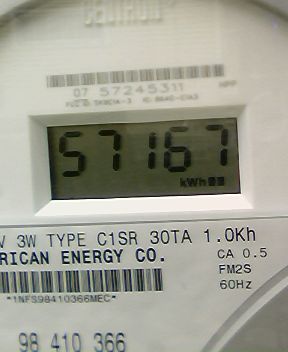 CENTRON
07 57245311
57167
kWh
V 3W TYPE C1SR 30TA 1.0Kh
RICAN ENERGY CO.
CA 0.5
FM2S
*1NFS98410366MEC*
60Hz
98 410 366